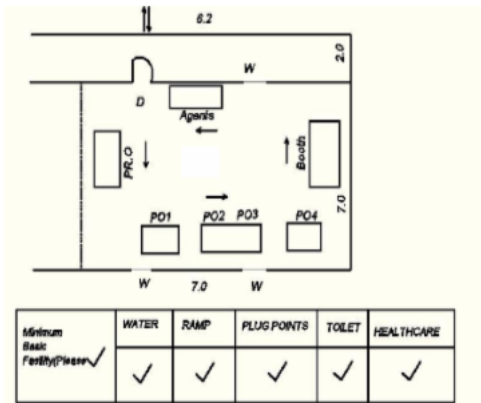 6.2
2.0
W
D
Agents
PR.O
Booth
7.0
PO1 PO2 PO3 PO4
W 7.0 W
Minimum
Basic
Facility(Please ✓
WATER RAMP PLUG POINTS TOILET HEALTHCARE
✓ ✓ ✓ ✓ ✓